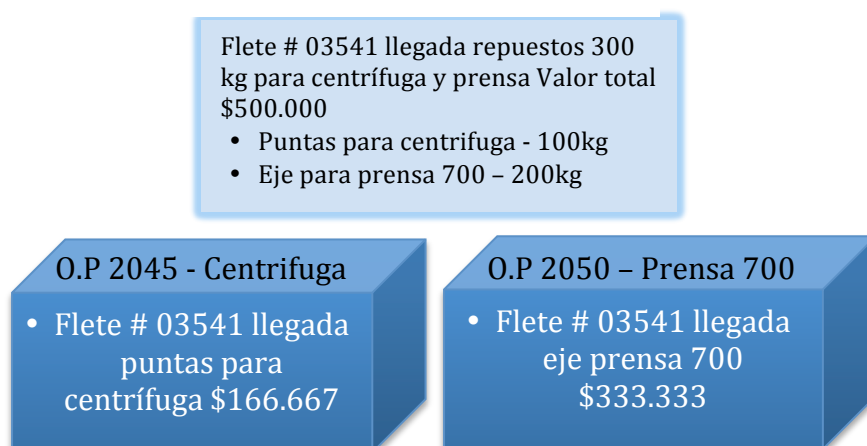 Flete # 03541 llegada repuestos 300
kg para centrífuga y prensa Valor total
$500.000
• Puntas para centrifuga - 100kg
• Eje para prensa 700 – 200kg
O.P 2045 - Centrifuga
• Flete # 03541 llegada
puntas para
centrífuga $166.667
O.P 2050 – Prensa 700
• Flete # 03541 llegada
eje prensa 700
$333.333